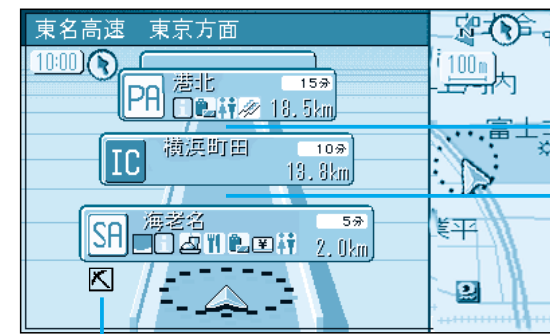 東名高速 東京方面
10:00
PA 港北 15分
18.5km
IC 横浜町田 10分
13.8km
SA 海老名 5分
¥ 2.0km
100m
内
富士
業平